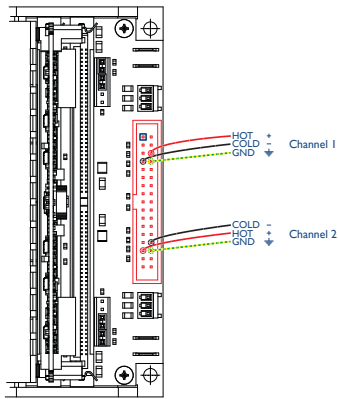 HOT +
COLD -
GND
Channel 1
COLD -
HOT +
GND
Channel 2